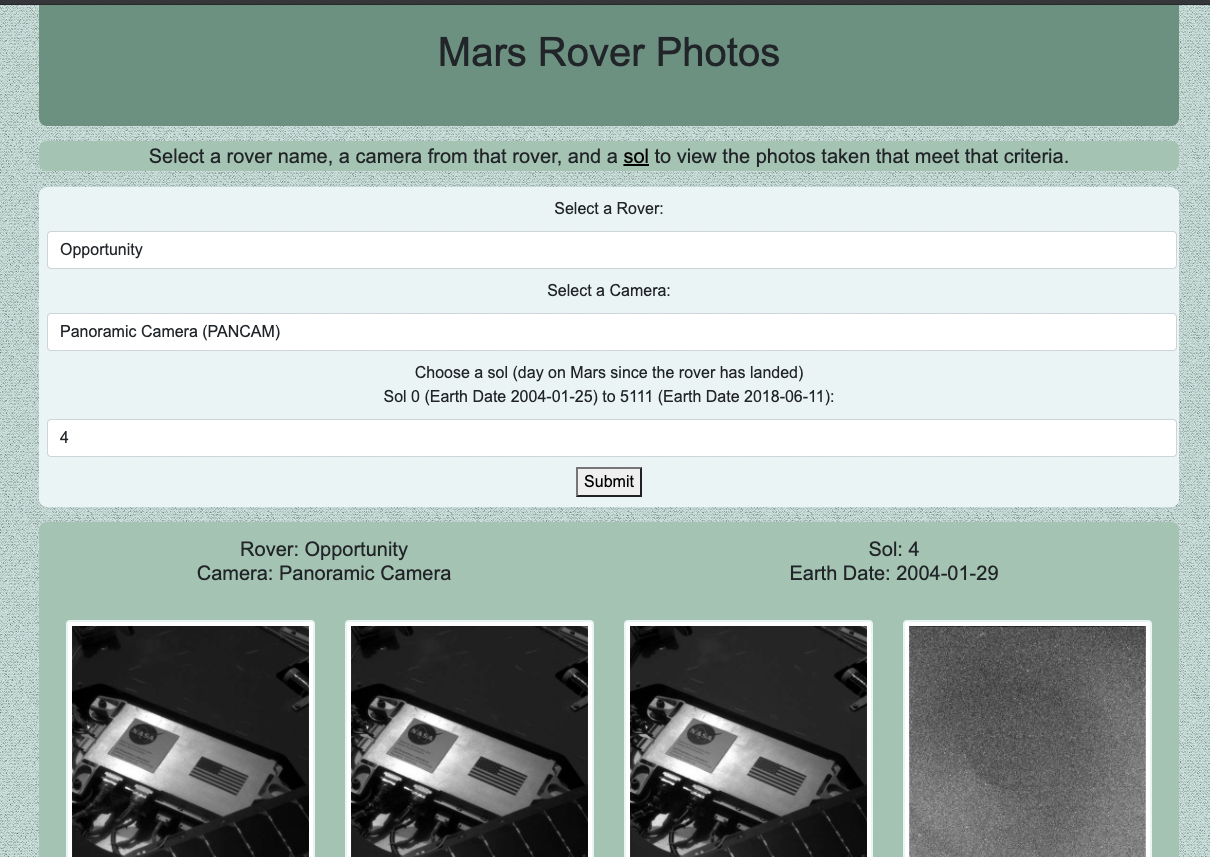 Mars Rover Photos
Select a rover name, a camera from that rover, and a sol to view the photos taken that meet that criteria.
Select a Rover:
Opportunity
Select a Camera:
Panoramic Camera (PANCAM)
Choose a sol (day on Mars since the rover has landed)
Sol 0 (Earth Date 2004-01-25) to 5111 (Earth Date 2018-06-11):
4
Submit
Rover: Opportunity
Camera: Panoramic Camera
Sol: 4
Earth Date: 2004-01-29
NASA
NASA
NASA